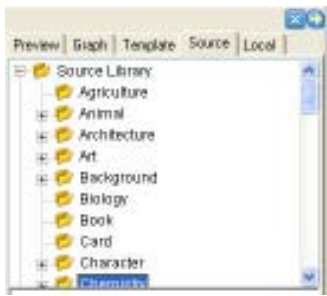 Preview Graph Template Source Local
Source Library
Agriculture
Animal
Architecture
Art
Background
Biology
Book
Card
Character
Chemistry